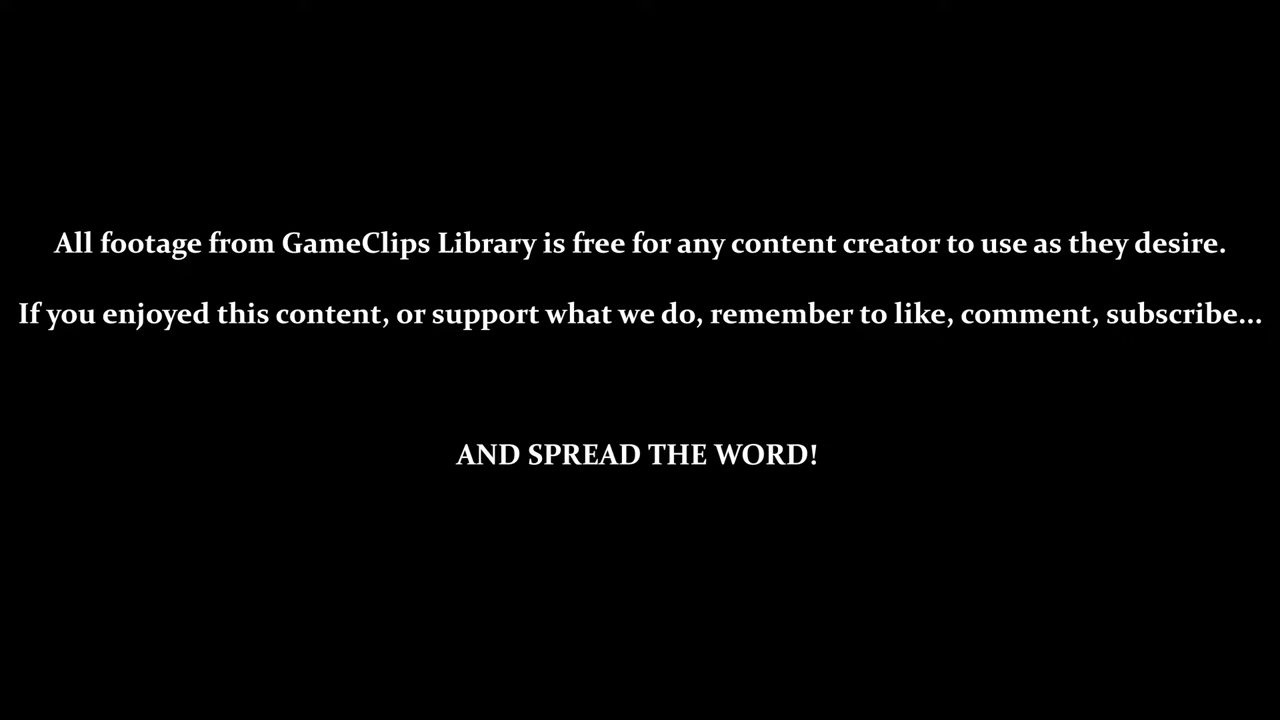 All footage from GameClips Library is free for any content creator to use as they desire.
If you enjoyed this content, or support what we do, remember to like, comment, subscribe...
AND SPREAD THE WORD!